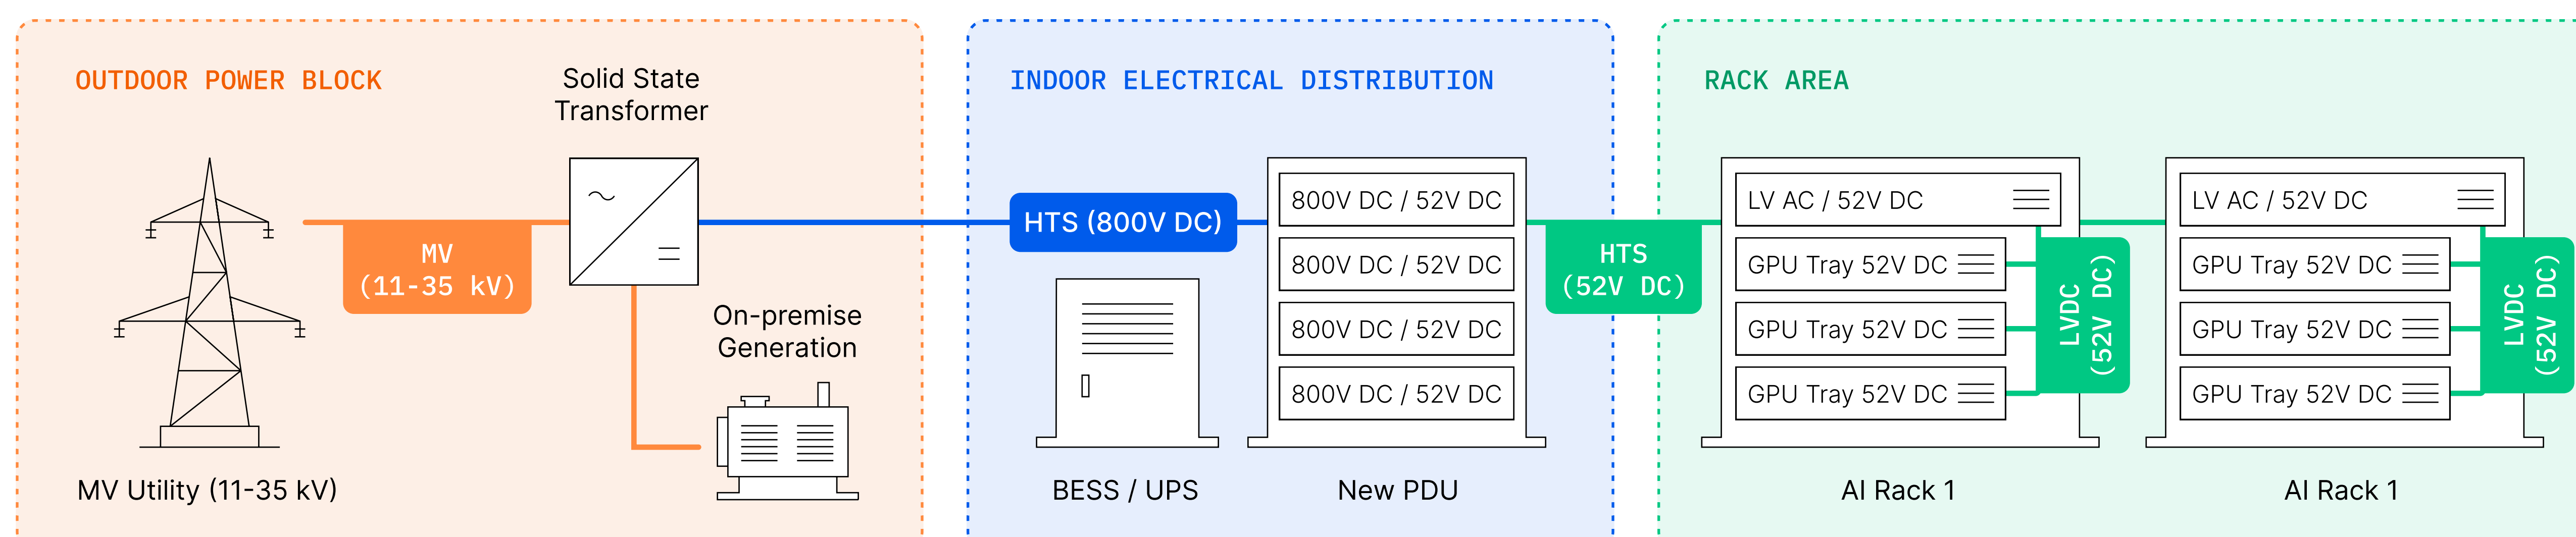 OUTDOOR POWER BLOCK
Solid State
Transformer
MV
(11-35 kV)
On-premise
Generation
MV Utility (11-35 kV)
INDOOR ELECTRICAL DISTRIBUTION
HTS (800V DC)
800V DC / 52V DC
800V DC / 52V DC
800V DC / 52V DC
800V DC / 52V DC
BESS / UPS
New PDU
HTS
(52V DC)
RACK AREA
LV AC / 52V DC
GPU Tray 52V DC
GPU Tray 52V DC
GPU Tray 52V DC
LVDC
(52V DC)
AI Rack 1
LV AC / 52V DC
GPU Tray 52V DC
GPU Tray 52V DC
GPU Tray 52V DC
LVDC
(52V DC)
AI Rack 1